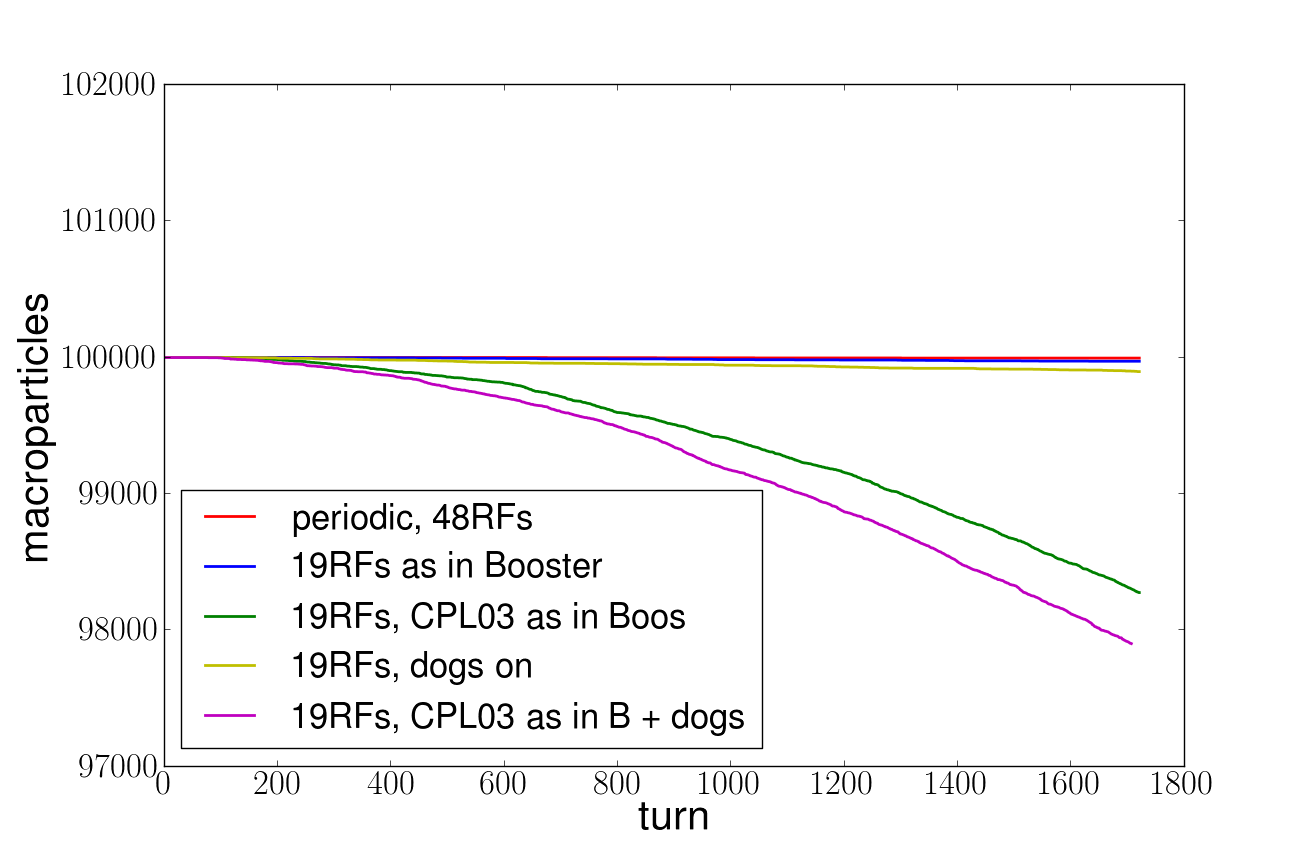 102000
101000
100000
99000
98000
97000
macroparticles
periodic, 48RFs
19RFs as in Booster
19RFs, CPL03 as in Boos
19RFs, dogs on
19RFs, CPL03 as in B + dogs
0 200 400 600 800 1000 1200 1400 1600 1800
turn